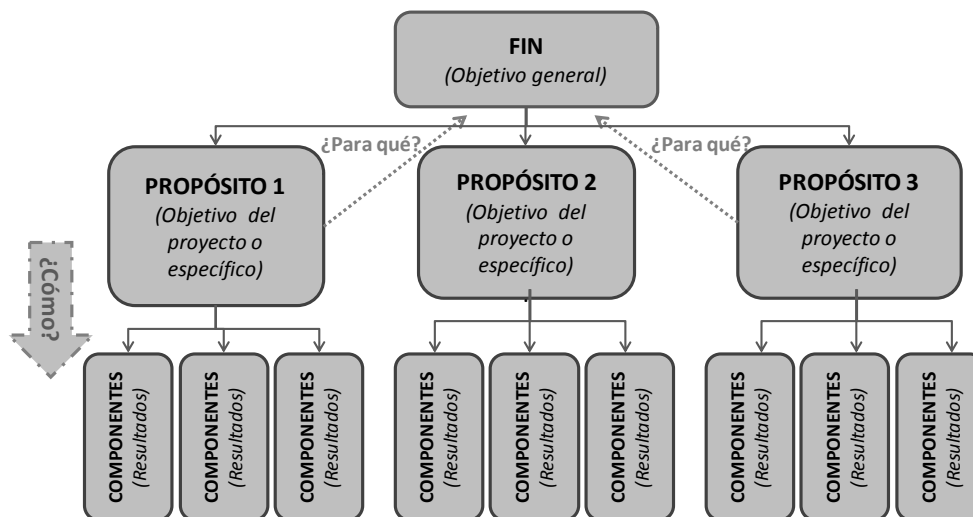 FIN
(Objetivo general)
¿Para qué?
¿Para qué?
PROPÓSITO 1
(Objetivo del
proyecto o
específico)
PROPÓSITO 2
(Objetivo del
proyecto o
específico)
PROPÓSITO 3
(Objetivo del
proyecto o
específico)
¿Cómo?
COMPONENTES
(Resultados)
COMPONENTES
(Resultados)
COMPONENTES
(Resultados)
COMPONENTES
(Resultados)
COMPONENTES
(Resultados)
COMPONENTES
(Resultados)
COMPONENTES
(Resultados)
COMPONENTES
(Resultados)
COMPONENTES
(Resultados)